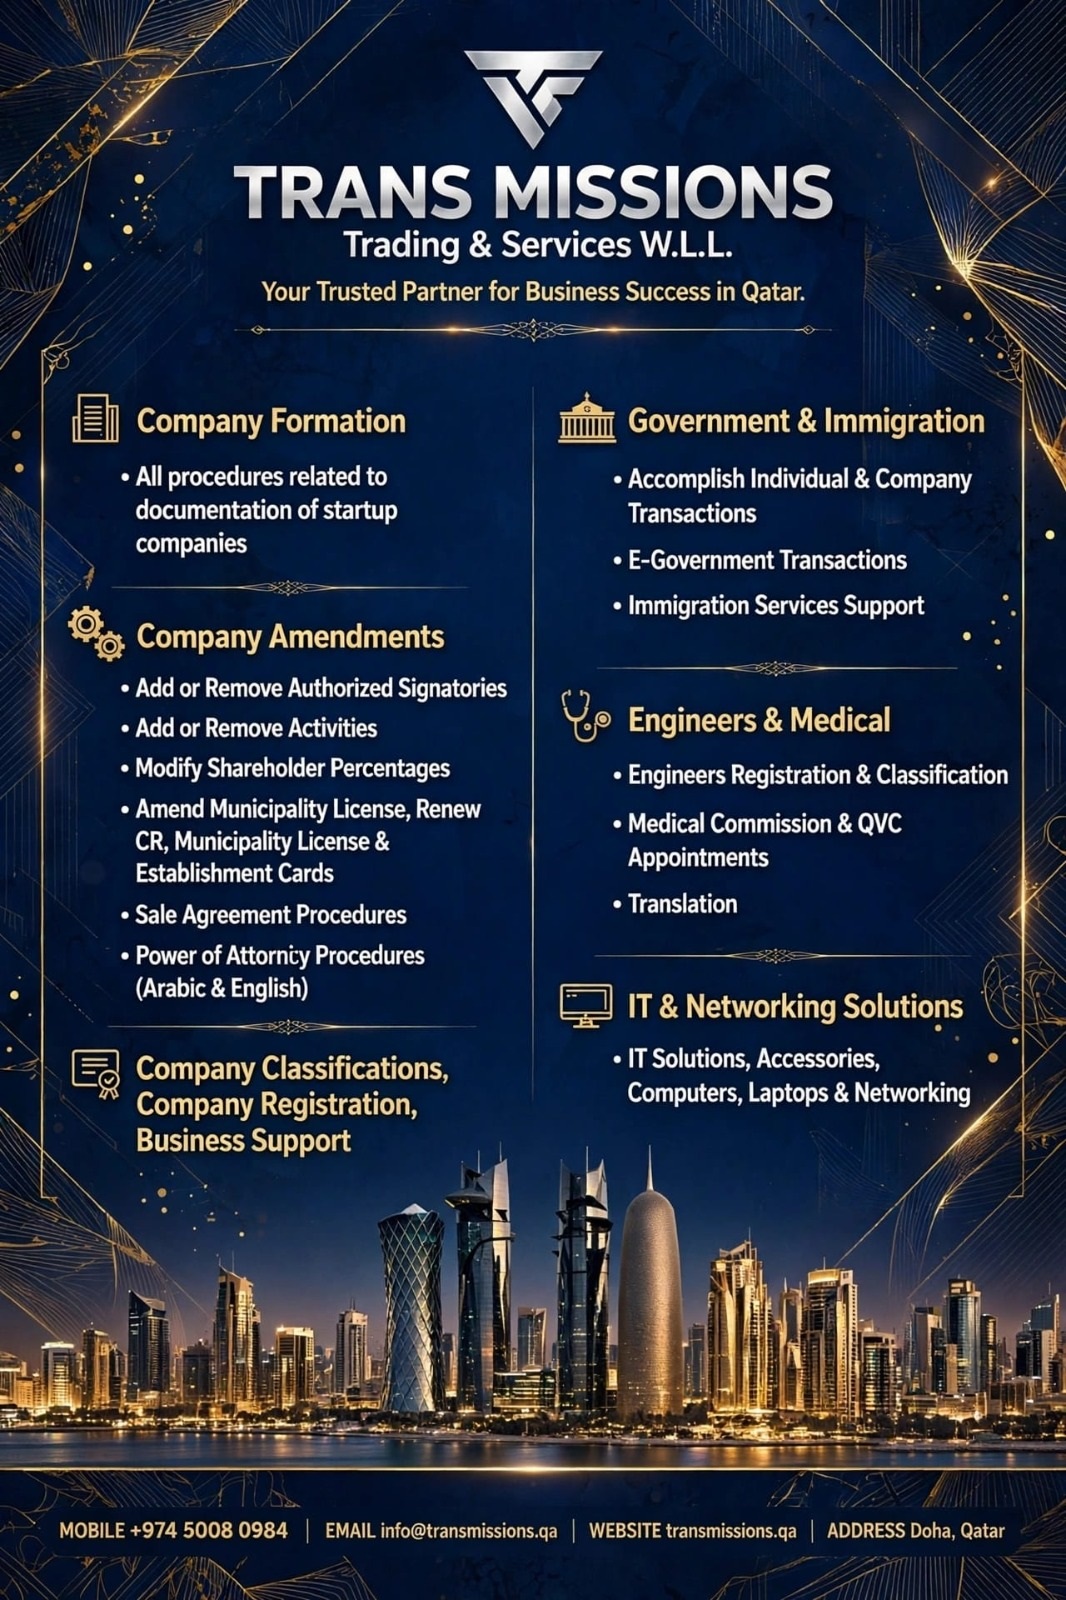 TRANS MISSIONS
Trading & Services W.L.L.
Your Trusted Partner for Business Success in Qatar.
Company Formation
• All procedures related to
documentation of startup
companies
Company Amendments
• Add or Remove Authorized Signatories
• Add or Remove Activities
• Modify Shareholder Percentages
• Amend Municipality License, Renew
CR, Municipality License &
Establishment Cards
• Sale Agreement Procedures
• Power of Procedures
(Arabic & English)
Company Classifications,
Company Registration,
Business Support
Government & Immigration
• Accomplish Individual & Company
Transactions
• E-Government Transactions
• Immigration Services Support
Engineers & Medical
• Engineers Registration & Classification
• Medical Commission & QVC
Appointments
• Translation
IT & Networking Solutions
• IT Solutions, Accessories,
Computers, Laptops & Networking
MOBILE +974 5008 0984 | EMAIL info@transmissions.qa | WEBSITE transmissions.qa | ADDRESS Doha, Qatar